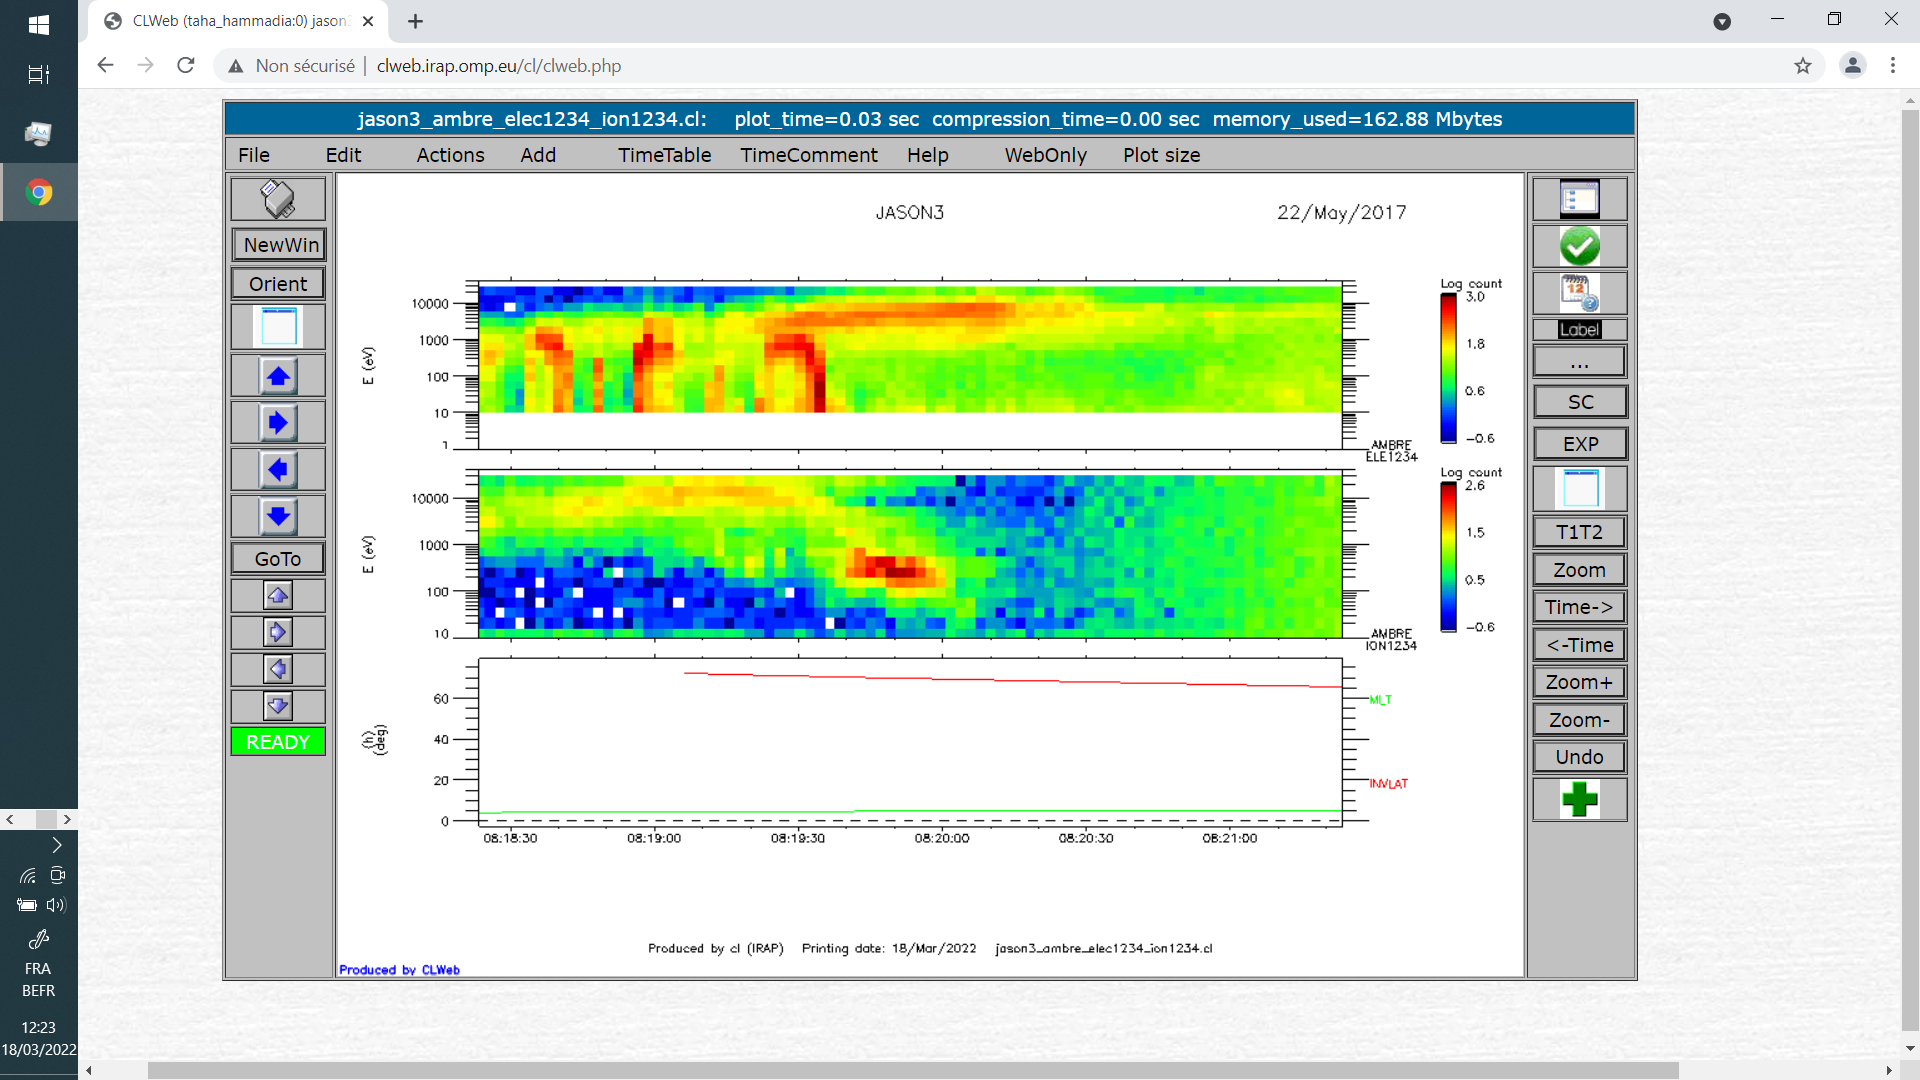 CLWeb (taha_hammadia:0) jason3
Non sécurisé | clweb.irap.omp.eu/cl/clweb.php
jason3_ambre_elec1234_ion1234.cl: plot_time=0.03 sec compression_time=0.00 sec memory_used=162.88 Mbytes
File Edit Actions Add TimeTable TimeComment Help WebOnly Plot size
NewWin
Orient
GoTo
READY
JASON3 22/May/2017
E (eV)
10000
1000
100
10
1
Log count
3.0
1.8
0.6
-0.6
AMBRE
ELE1234
E (eV)
10000
1000
100
10
Log count
2.6
1.5
0.5
-0.6
AMBRE
ION1234
(h)
(deg)
60
40
20
0
MLT
INVLAT
08:18:30 08:19:00 08:19:30 08:20:00 08:20:30 08:21:00
Produced by cl (IRAP) Printing date: 18/Mar/2022 jason3_ambre_elec1234_ion1234.cl
Produced by CLWeb
12
Label
...
SC
EXP
T1T2
Zoom
Time->
<-Time
Zoom+
Zoom-
Undo
FRA
BEFR
12:23
18/03/2022